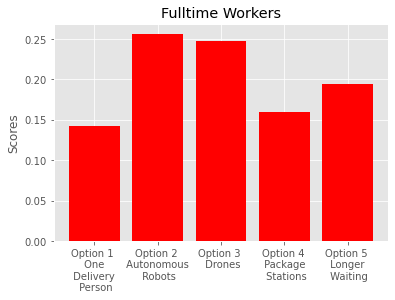 Fulltime Workers
Scores
0.25
0.20
0.15
0.10
0.05
0.00
Option 1
One
Delivery
Person
Option 2
Autonomous
Robots
Option 3
Drones
Option 4
Package
Stations
Option 5
Longer
Waiting